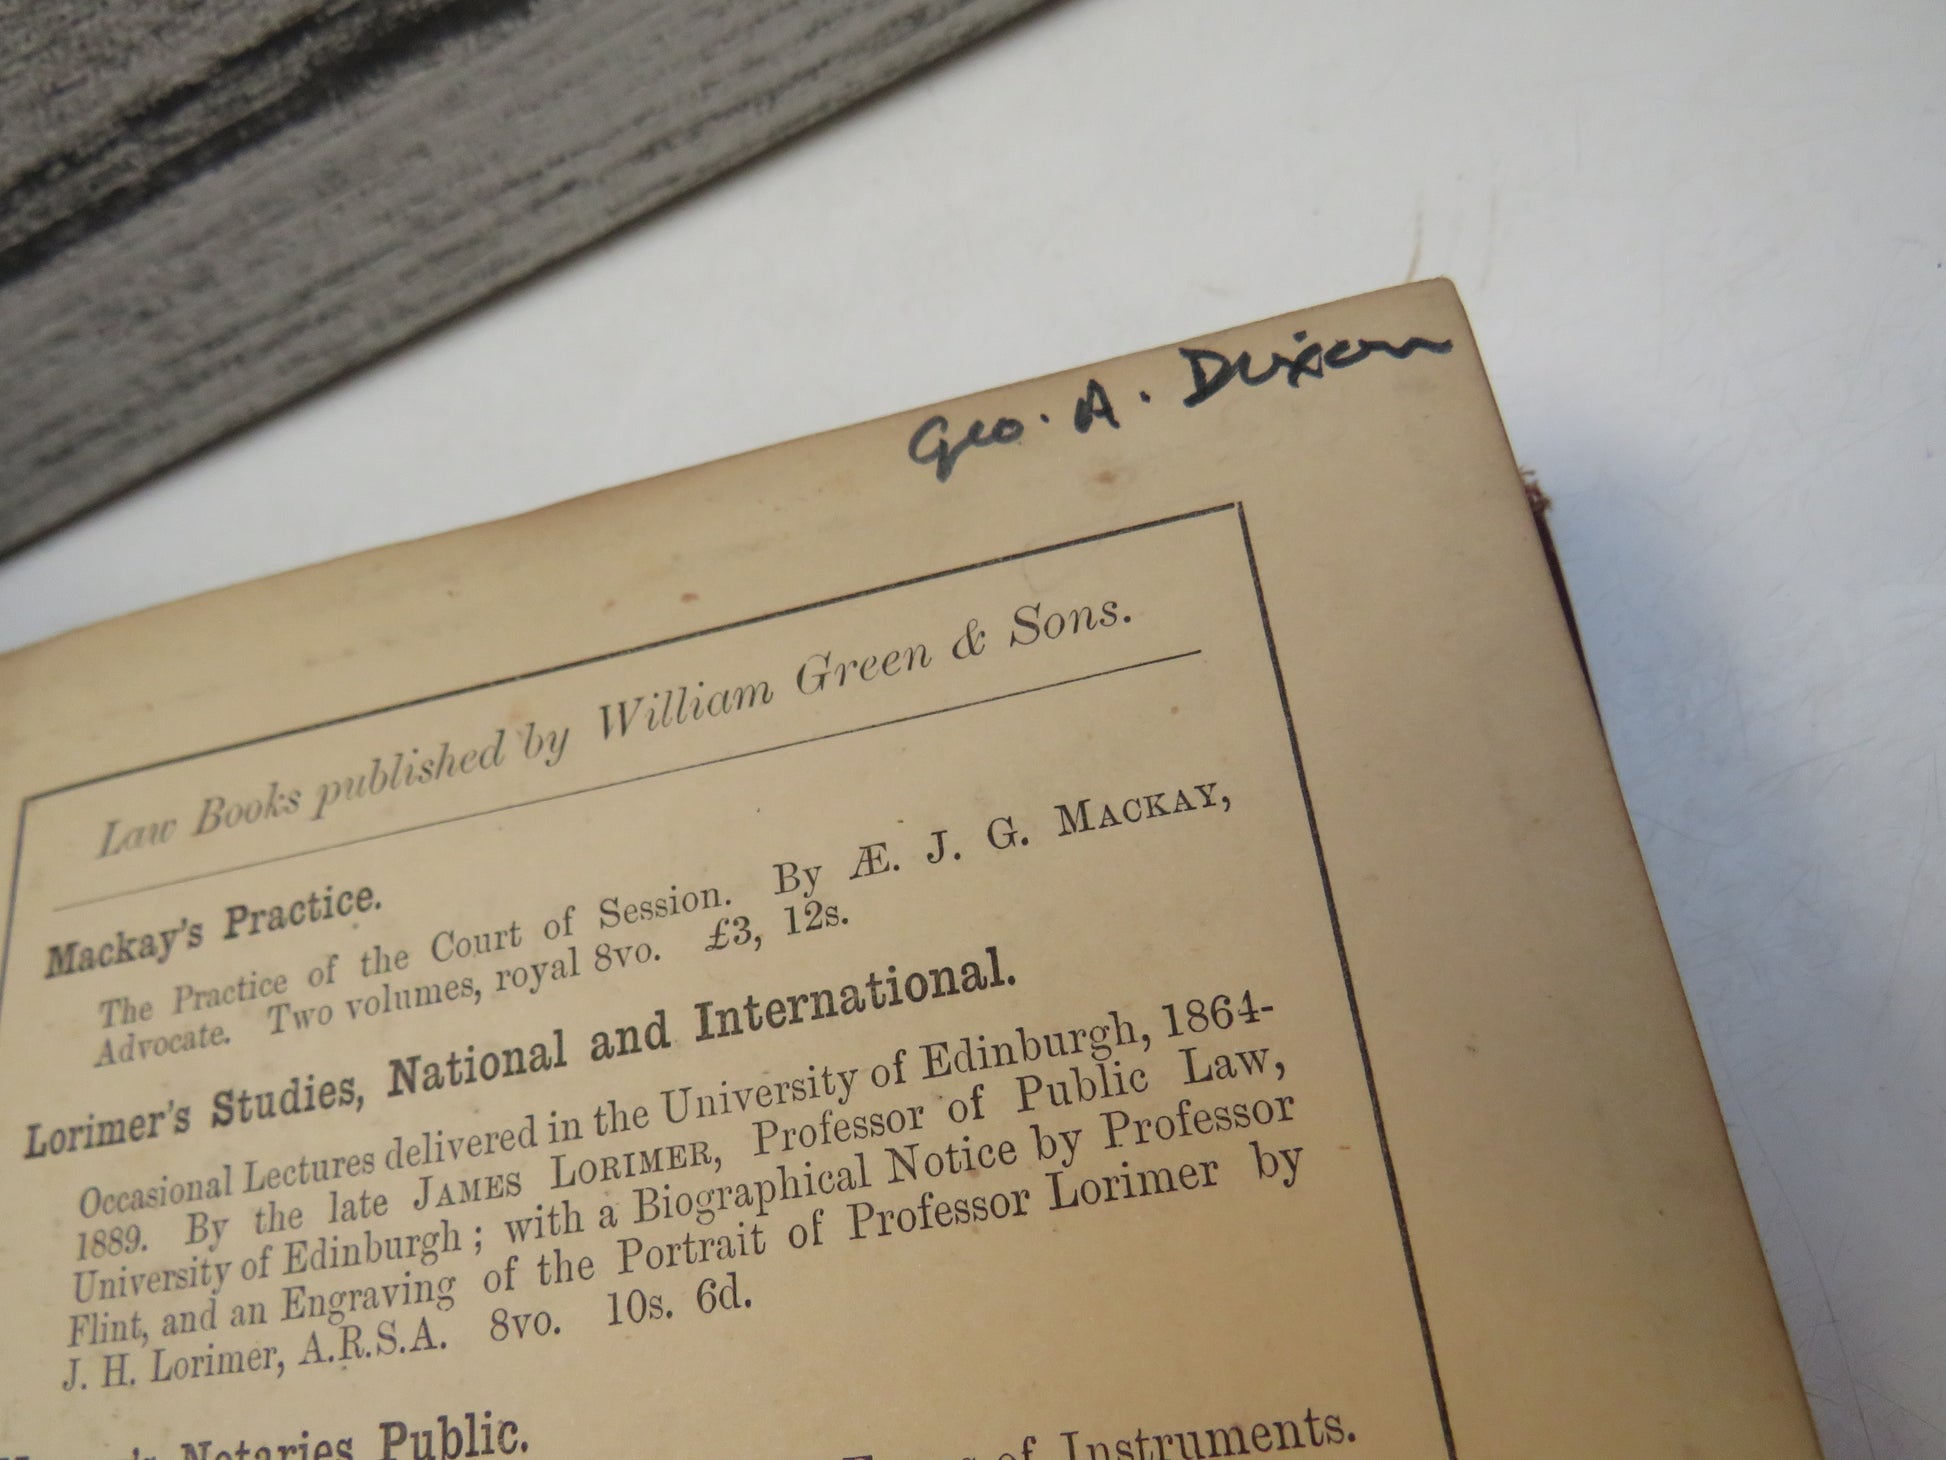 Geo. A. Dixon
Law Books published by William Green & Sons.
Mackay's Practice.
The Practice of the Court of Session. By Æ. J. G. MACKAY,
Advocate. Two volumes, royal 8vo. £3, 12s.
Lorimer's Studies, National and International.
Occasional Lectures delivered in the University of Edinburgh, 1864-
1889. By the late JAMES LORIMER, Professor of Public Law,
University of Edinburgh; with a Biographical Notice by Professor
Flint, and an Engraving of the Portrait of Professor Lorimer by
J. H. Lorimer, A.R.S.A. 8vo. 10s. 6d.
Notaries Public.
of Instruments.